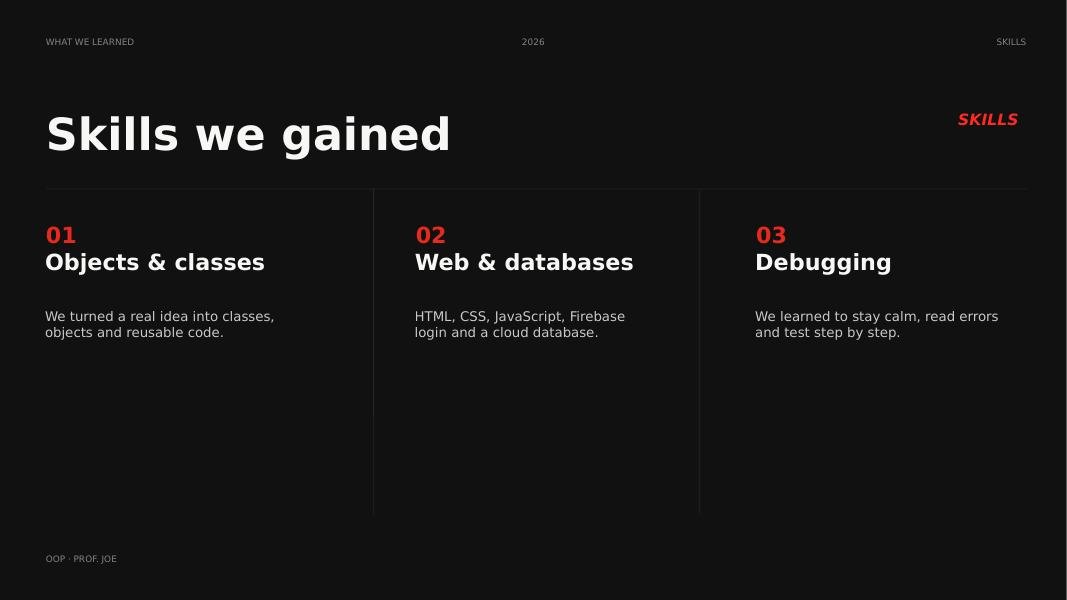 WHAT WE LEARNED
2026
SKILLS
Skills we gained
SKILLS
01
Objects & classes
We turned a real idea into classes,
objects and reusable code.
02
Web & databases
HTML, CSS, JavaScript, Firebase
login and a cloud database.
03
Debugging
We learned to stay calm, read errors
and test step by step.
OOP · PROF. JOE